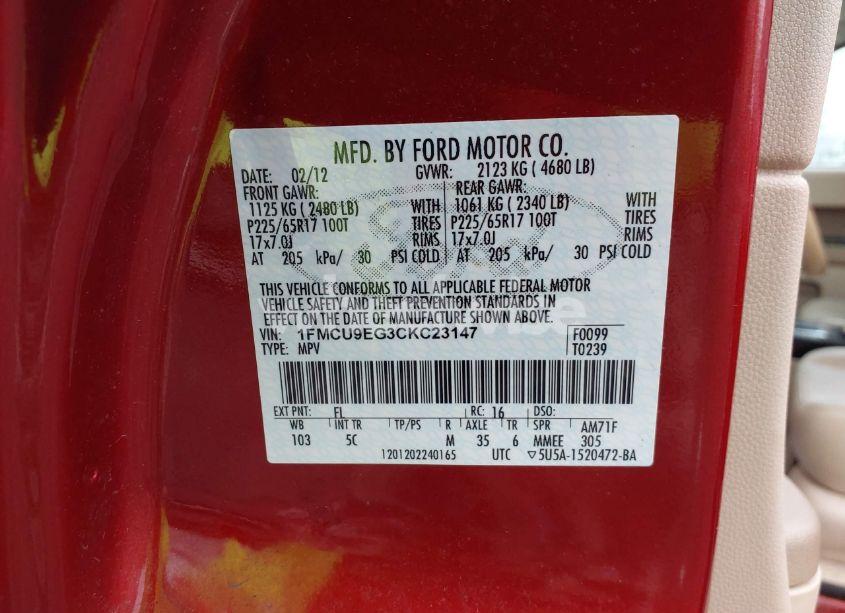 MFD. BY FORD MOTOR CO.
DATE: 02/12 GVWR: 2123 KG ( 4680 LB)
FRONT GAWR: REAR GAWR:
1125 KG ( 2480 LB) WITH 1061 KG ( 2340 LB) WITH
P225/65R17 100T TIRES P225/65R17 100T TIRES
17x7.0J RIMS 17x7.0J RIMS
AT 205 kPa/ 30 PSI COLD AT 205 kPa/ 30 PSI COLD
THIS VEHICLE CONFORMS TO ALL APPLICABLE FEDERAL MOTOR
VEHICLE SAFETY AND THEFT PREVENTION STANDARDS IN
EFFECT ON THE DATE OF MANUFACTURE SHOWN ABOVE.
VIN: 1FMCU9EG3CKC23147 F0099
TYPE: MPV T0239
EXT PNT: FL RC: 16 DSO:
WB INT TR TP/PS R AXLE TR SPR AM71F
103 5C M 35 6 MMEE 305
1201202240165 UTC ▽5U5A-1520472-BA